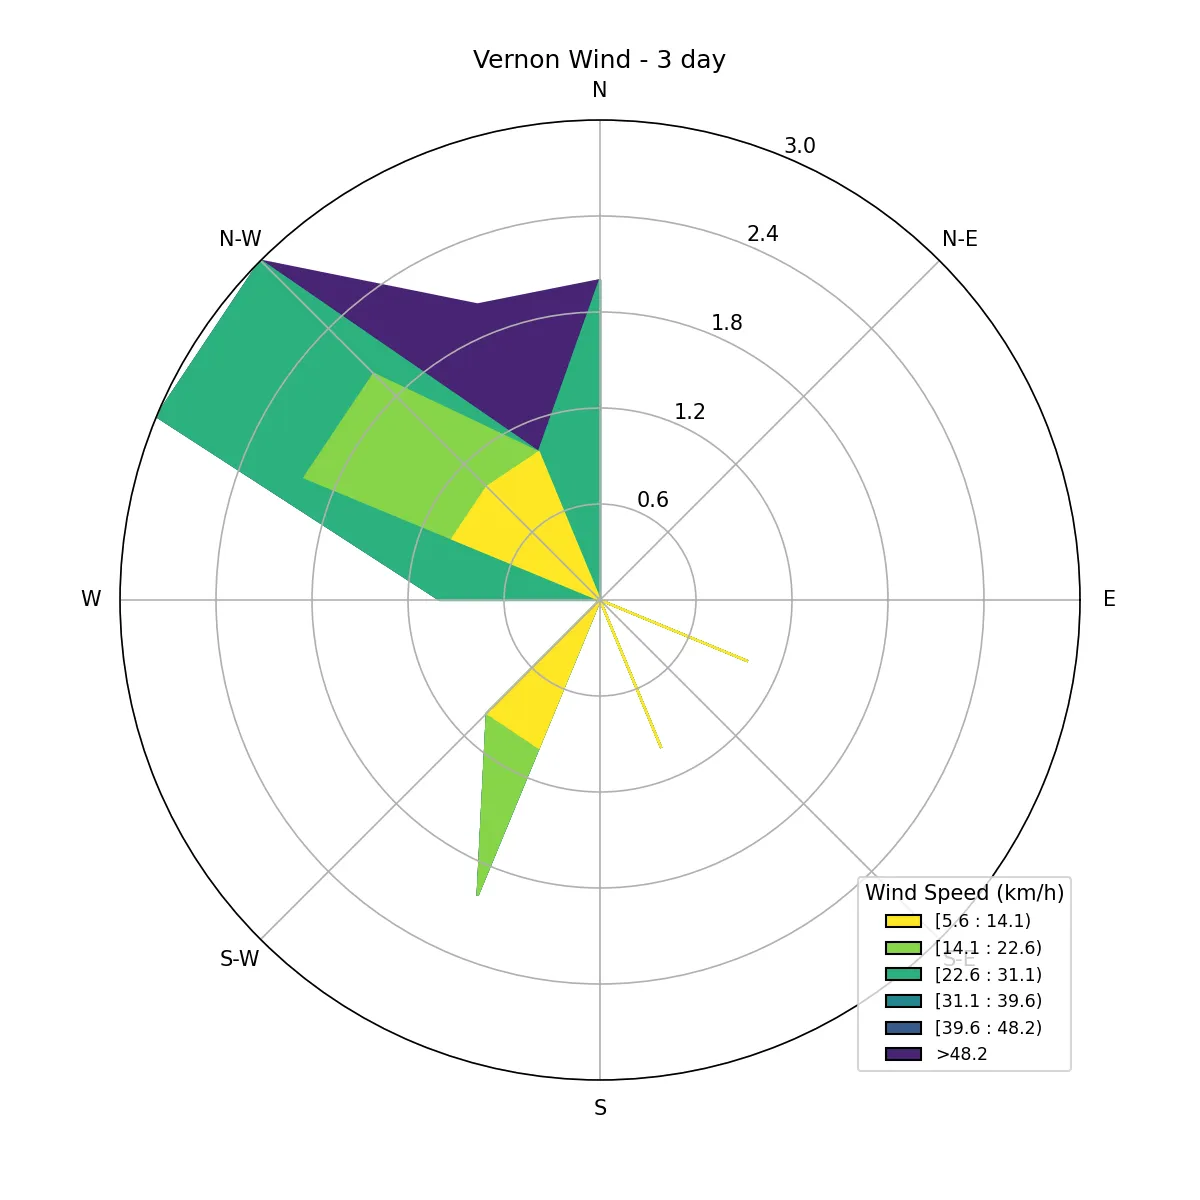 Vernon Wind - 3 day
N
3.0
N-W
2.4
N-E
1.8
1.2
0.6
W
E
S-W
S-E
S
Wind Speed (km/h)
[5.6 : 14.1)
[14.1 : 22.6)
[22.6 : 31.1)
[31.1 : 39.6)
[39.6 : 48.2)
>48.2